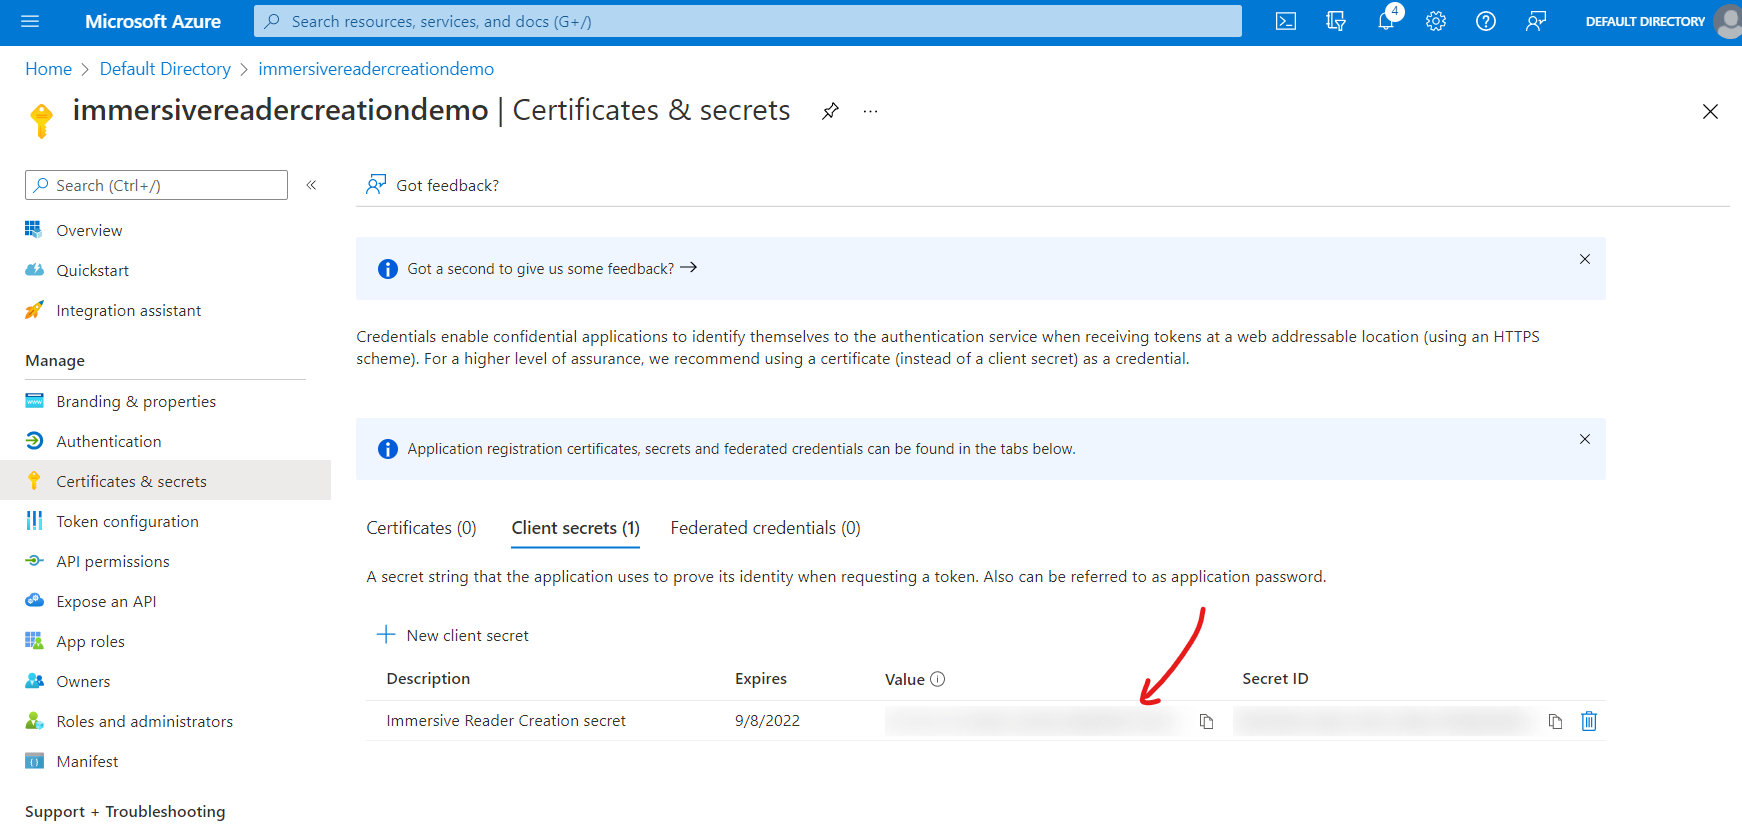 Microsoft Azure
Search resources, services, and docs (G+/)
4
DEFAULT DIRECTORY
Home > Default Directory > immersivereadercreationdemo
immersivereadercreationdemo | Certificates & secrets
Search (Ctrl+/)
Got feedback?
Overview
Quickstart
Integration assistant
Manage
Branding & properties
Authentication
Certificates & secrets
Token configuration
API permissions
Expose an API
App roles
Owners
Roles and administrators
Manifest
Support + Troubleshooting
Got a second to give us some feedback?
Credentials enable confidential applications to identify themselves to the authentication service when receiving tokens at a web addressable location (using an HTTPS
scheme). For a higher level of assurance, we recommend using a certificate (instead of a client secret) as a credential.
Application registration certificates, secrets and federated credentials can be found in the tabs below.
Certificates (0) Client secrets (1) Federated credentials (0)
A secret string that the application uses to prove its identity when requesting a token. Also can be referred to as application password.
New client secret
Description Expires Value Secret ID
Immersive Reader Creation secret 9/8/2022